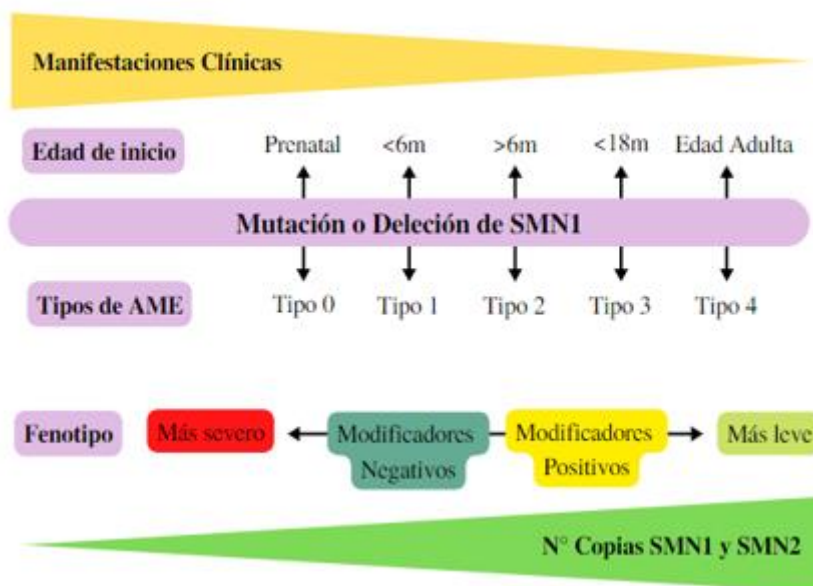 Manifestaciones Clínicas
Edad de inicio Prenatal <6m >6m <18m Edad Adulta
Mutación o Deleción de SMN1
Tipos de AME Tipo 0 Tipo 1 Tipo 2 Tipo 3 Tipo 4
Fenotipo Más severo Modificadores Modificadores Más leve
Negativos Positivos
N° Copias SMN1 y SMN2